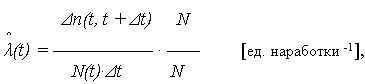 Δn(t, t + Δt) N
λ̂(t) = ———————— · —— [ед. наработки ⁻¹],
N(t)·Δt N